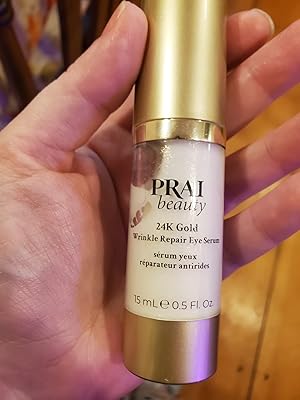 PRAI
beauty
24K Gold
Wrinkle Repair Eye Serum
sérum yeux
réparateur antirides
15 mL ℮ 0.5 Fl. Oz.